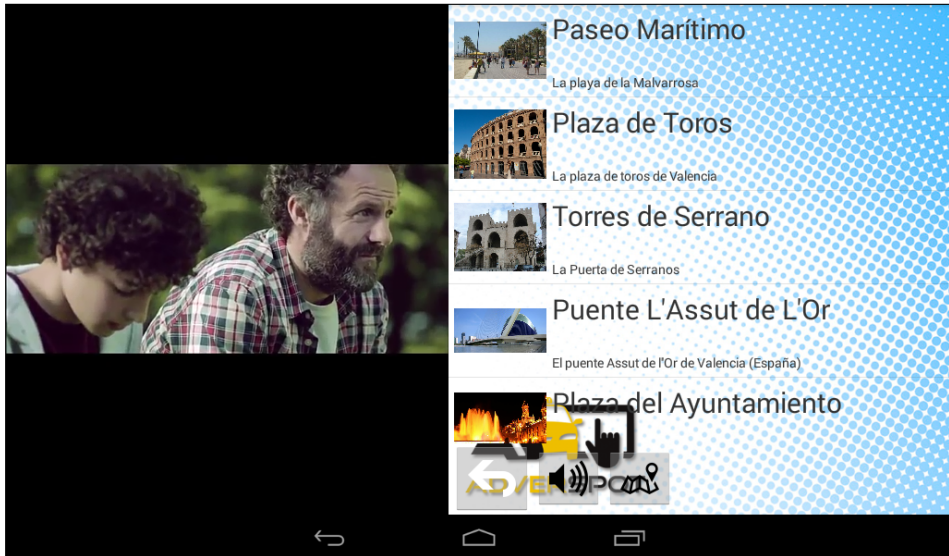 Paseo Marítimo
La playa de la Malvarrosa
Plaza de Toros
La plaza de toros de Valencia
Torres de Serrano
La Puerta de Serranos
Puente L'Assut de L'Or
El puente Assut de l'Or de Valencia (España)
Plaza del Ayuntamiento